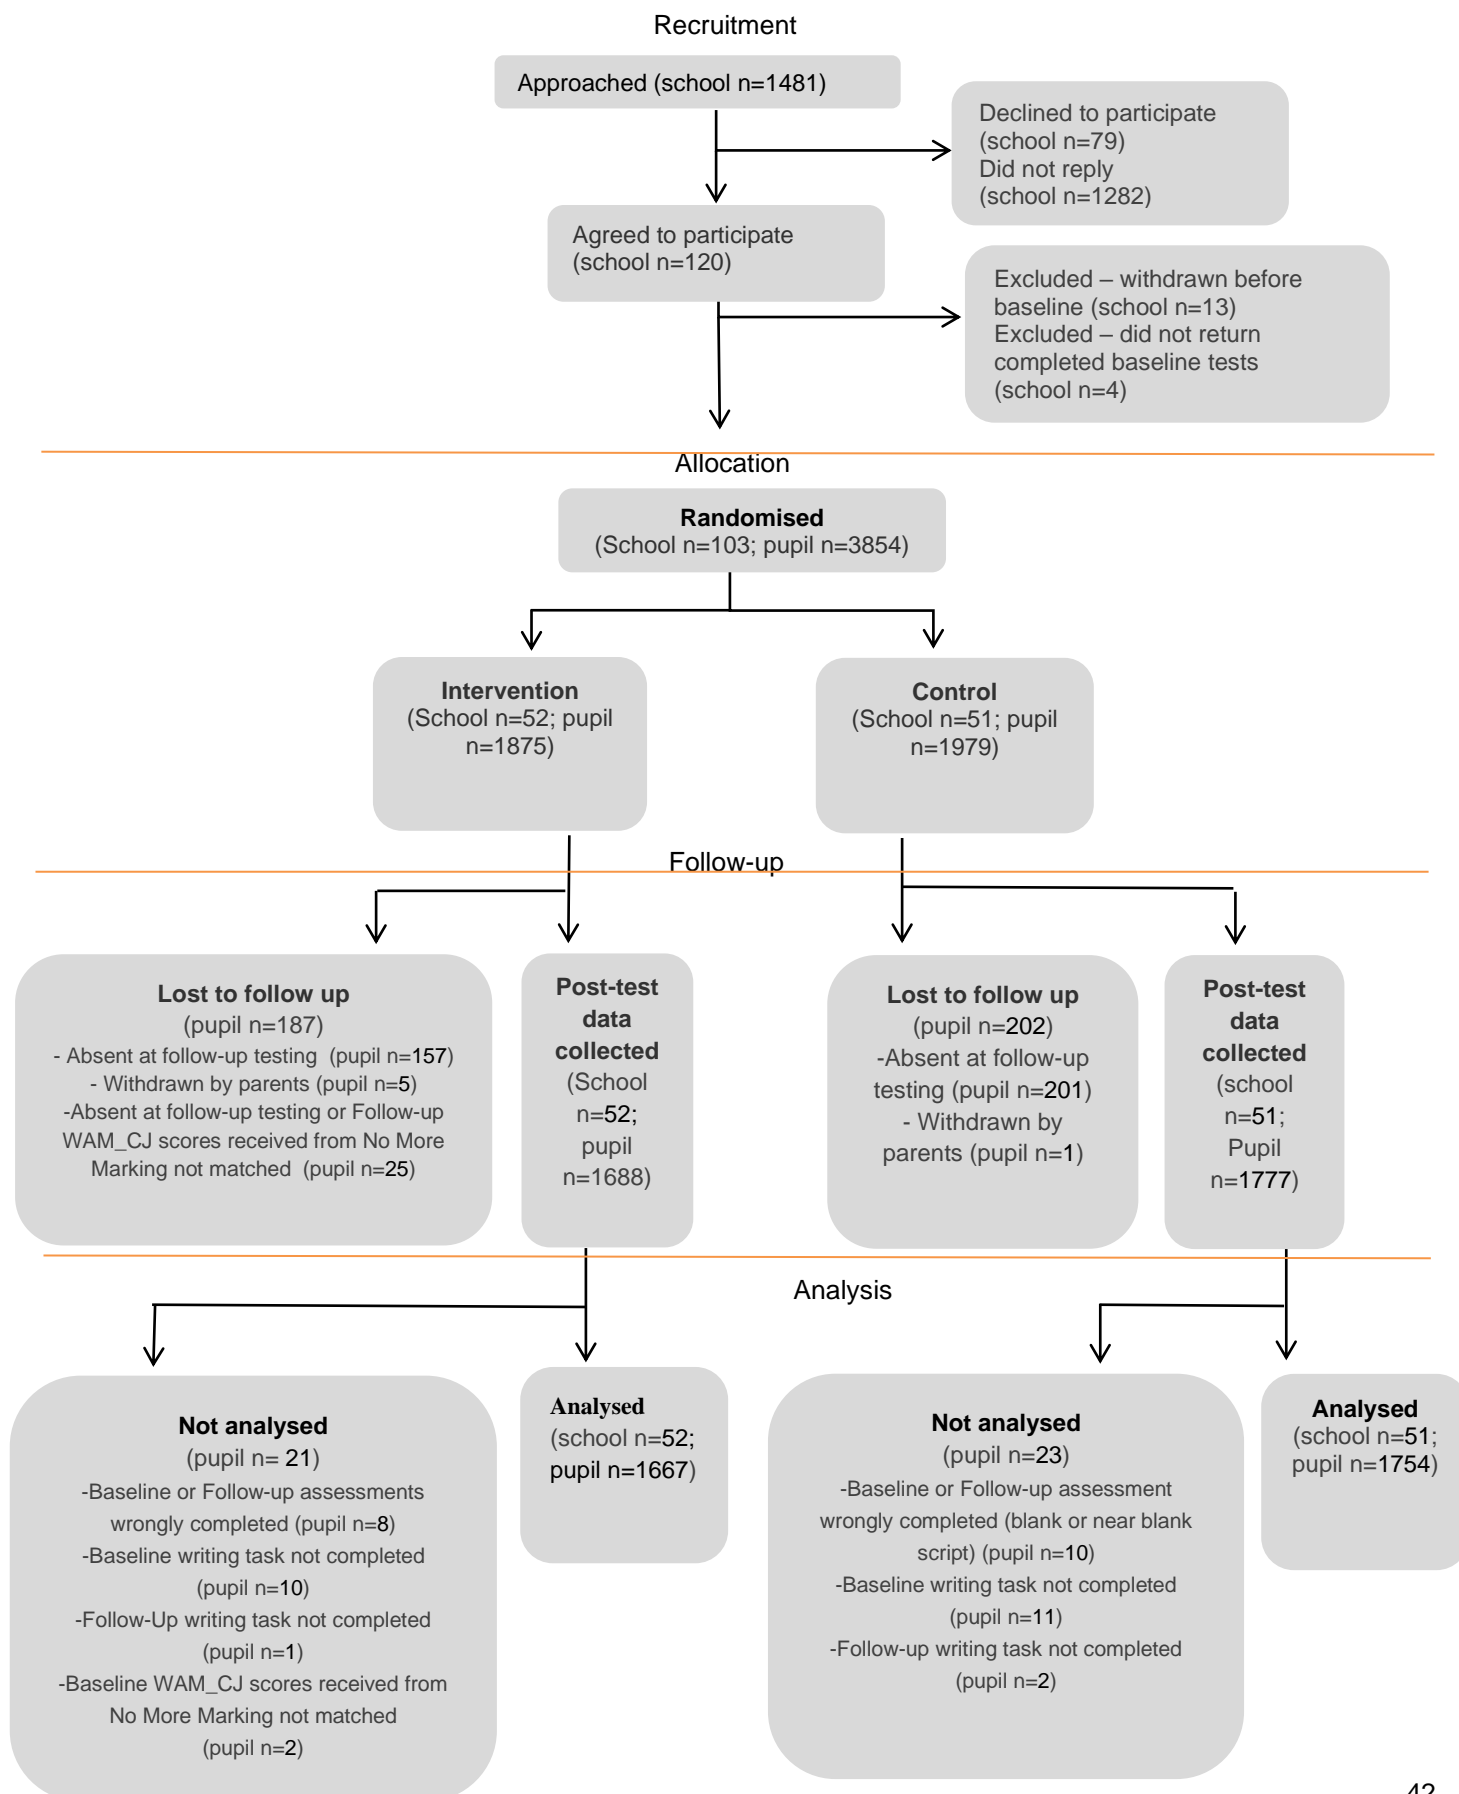 Recruitment
Approached (school n=1481)
Declined to participate
(school n=79)
Did not reply
(school n=1282)
Agreed to participate
(school n=120)
Excluded – withdrawn before
baseline (school n=13)
Excluded – did not return
completed baseline tests
(school n=4)
Allocation
Randomised
(School n=103; pupil n=3854)
Intervention
(School n=52; pupil
n=1875)
Control
(School n=51; pupil
n=1979)
Follow-up
Lost to follow up
(pupil n=187)
- Absent at follow-up testing (pupil n=157)
- Withdrawn by parents (pupil n=5)
-Absent at follow-up testing or Follow-up
WAM_CJ scores received from No More
Marking not matched (pupil n=25)
Post-test
data
collected
(School
n=52;
pupil
n=1688)
Lost to follow up
(pupil n=202)
-Absent at follow-up
testing (pupil n=201)
- Withdrawn by
parents (pupil n=1)
Post-test
data
collected
(school
n=51;
Pupil
n=1777)
Analysis
Not analysed
(pupil n= 21)
-Baseline or Follow-up assessments
wrongly completed (pupil n=8)
-Baseline writing task not completed
(pupil n=10)
-Follow-Up writing task not completed
(pupil n=1)
-Baseline WAM_CJ scores received from
No More Marking not matched
(pupil n=2)
Analysed
(school n=52;
pupil n=1667)
Not analysed
(pupil n=23)
-Baseline or Follow-up assessment
wrongly completed (blank or near blank
script) (pupil n=10)
-Baseline writing task not completed
(pupil n=11)
-Follow-up writing task not completed
(pupil n=2)
Analysed
(school n=51;
pupil n=1754)
42